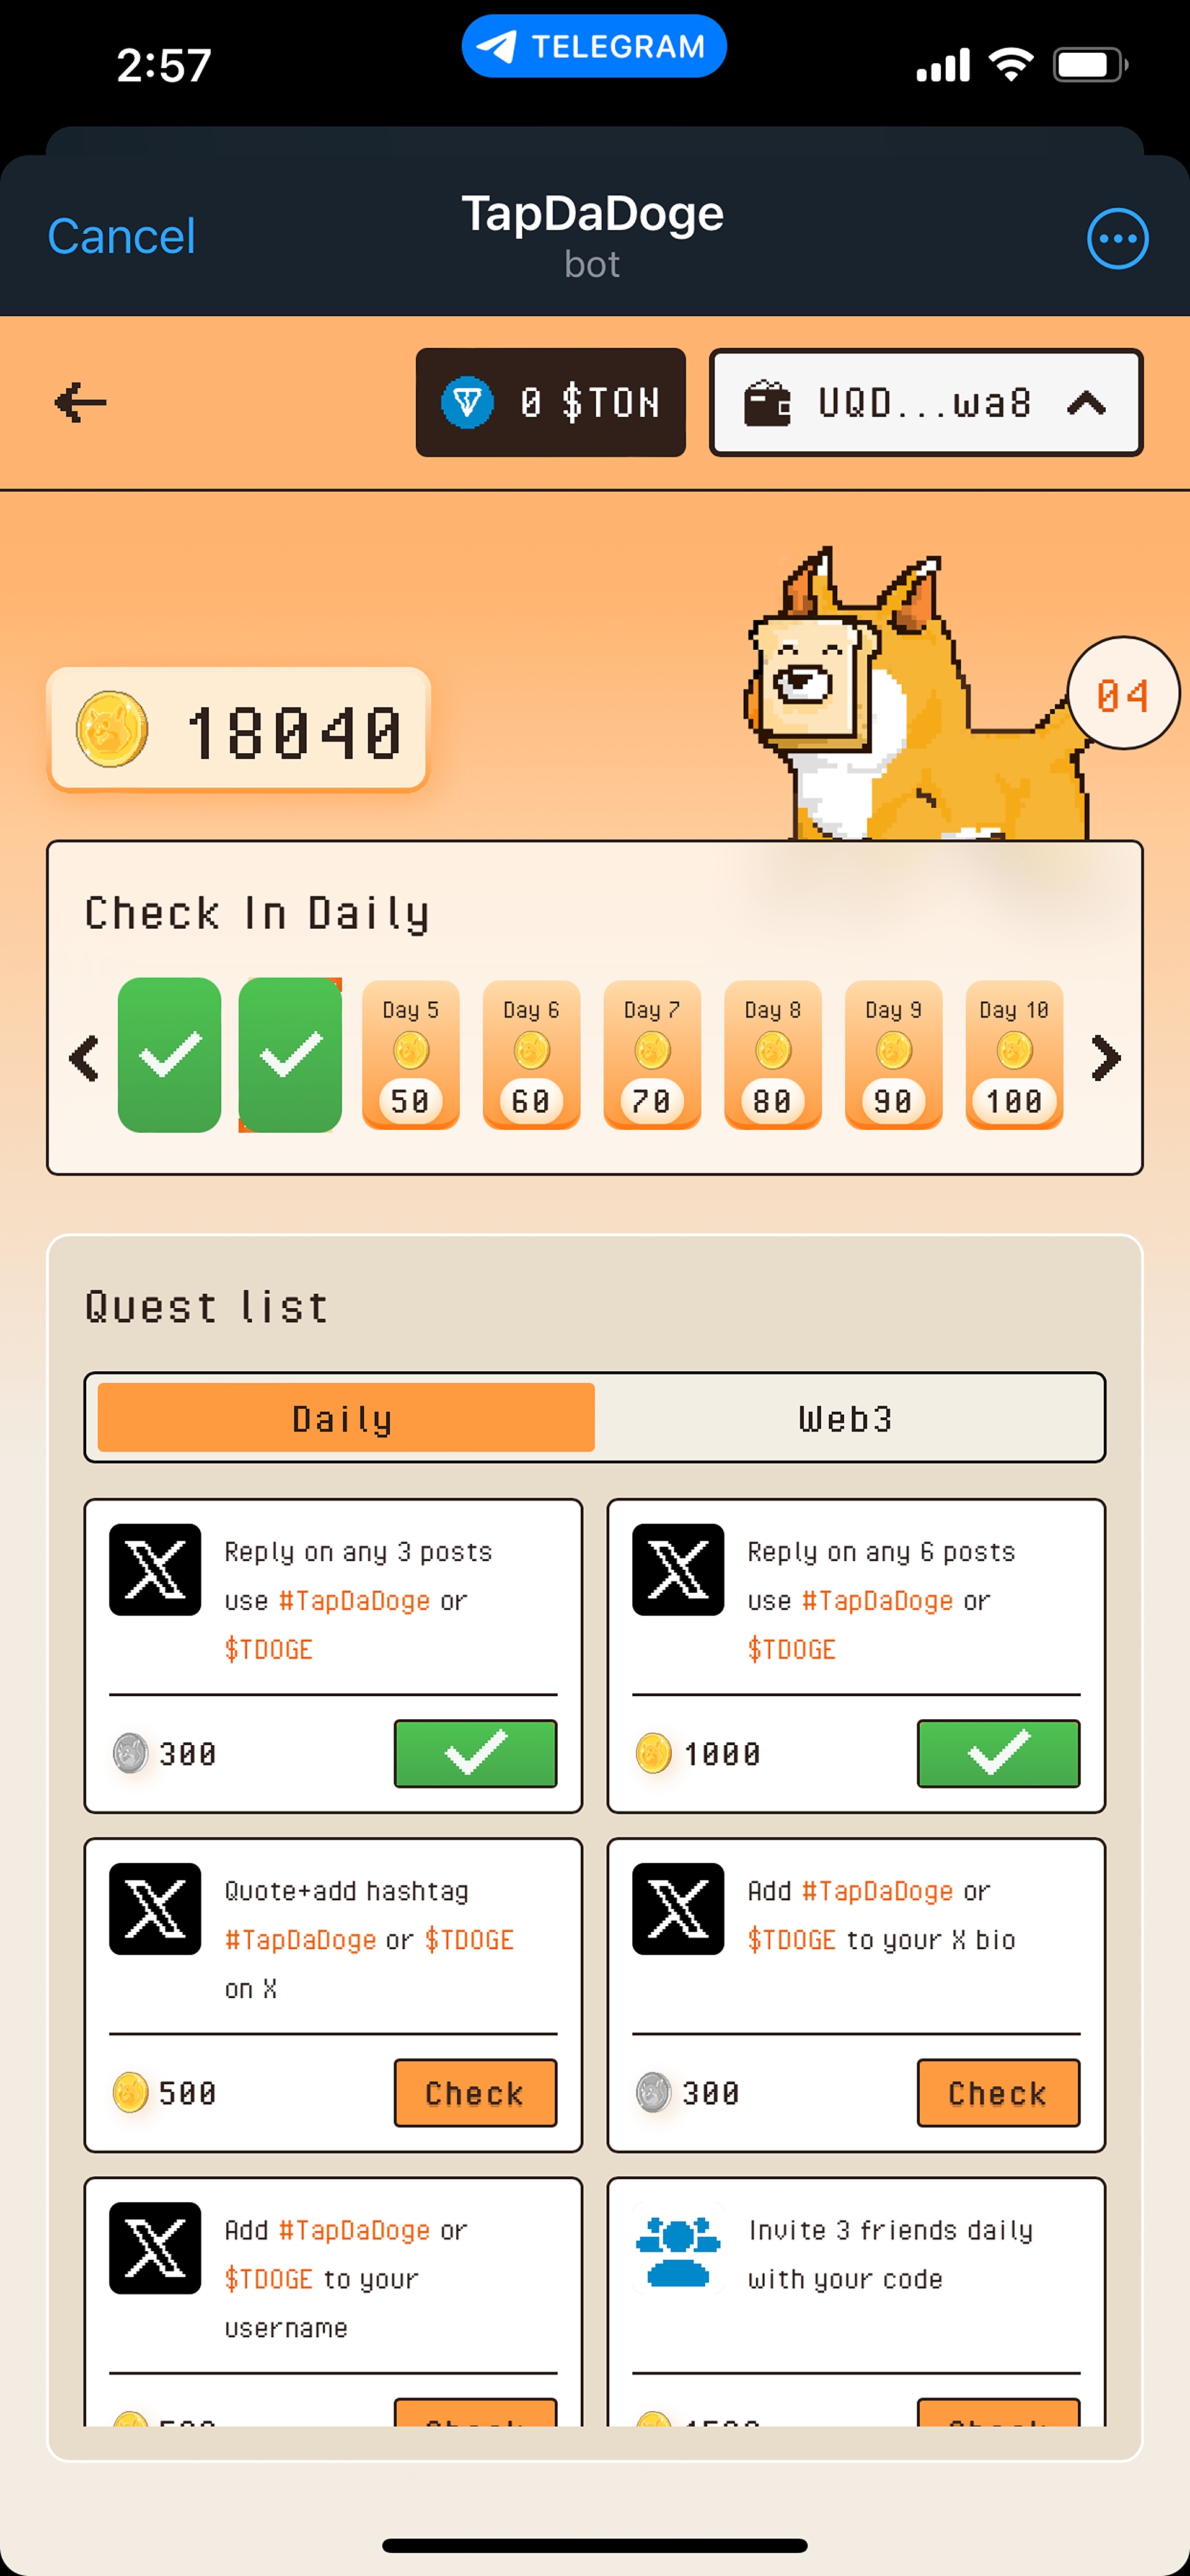 2:57
TELEGRAM
Cancel
TapDaDoge
bot
0 $TON
UQD...wa8
04
18040
Check In Daily
Day 5
Day 6
Day 7
Day 8
Day 9
Day 10
50
60
70
80
90
100
Quest list
Daily
Web3
Reply on any 3 posts
use #TapDaDoge or
$TDOGE
300
Reply on any 6 posts
use #TapDaDoge or
$TDOGE
1000
Quote+add hashtag
#TapDaDoge or $TDOGE
on X
500
Check
Add #TapDaDoge or
$TDOGE to your X bio
300
Check
Add #TapDaDoge or
$TDOGE to your
username
Invite 3 friends daily
with your code